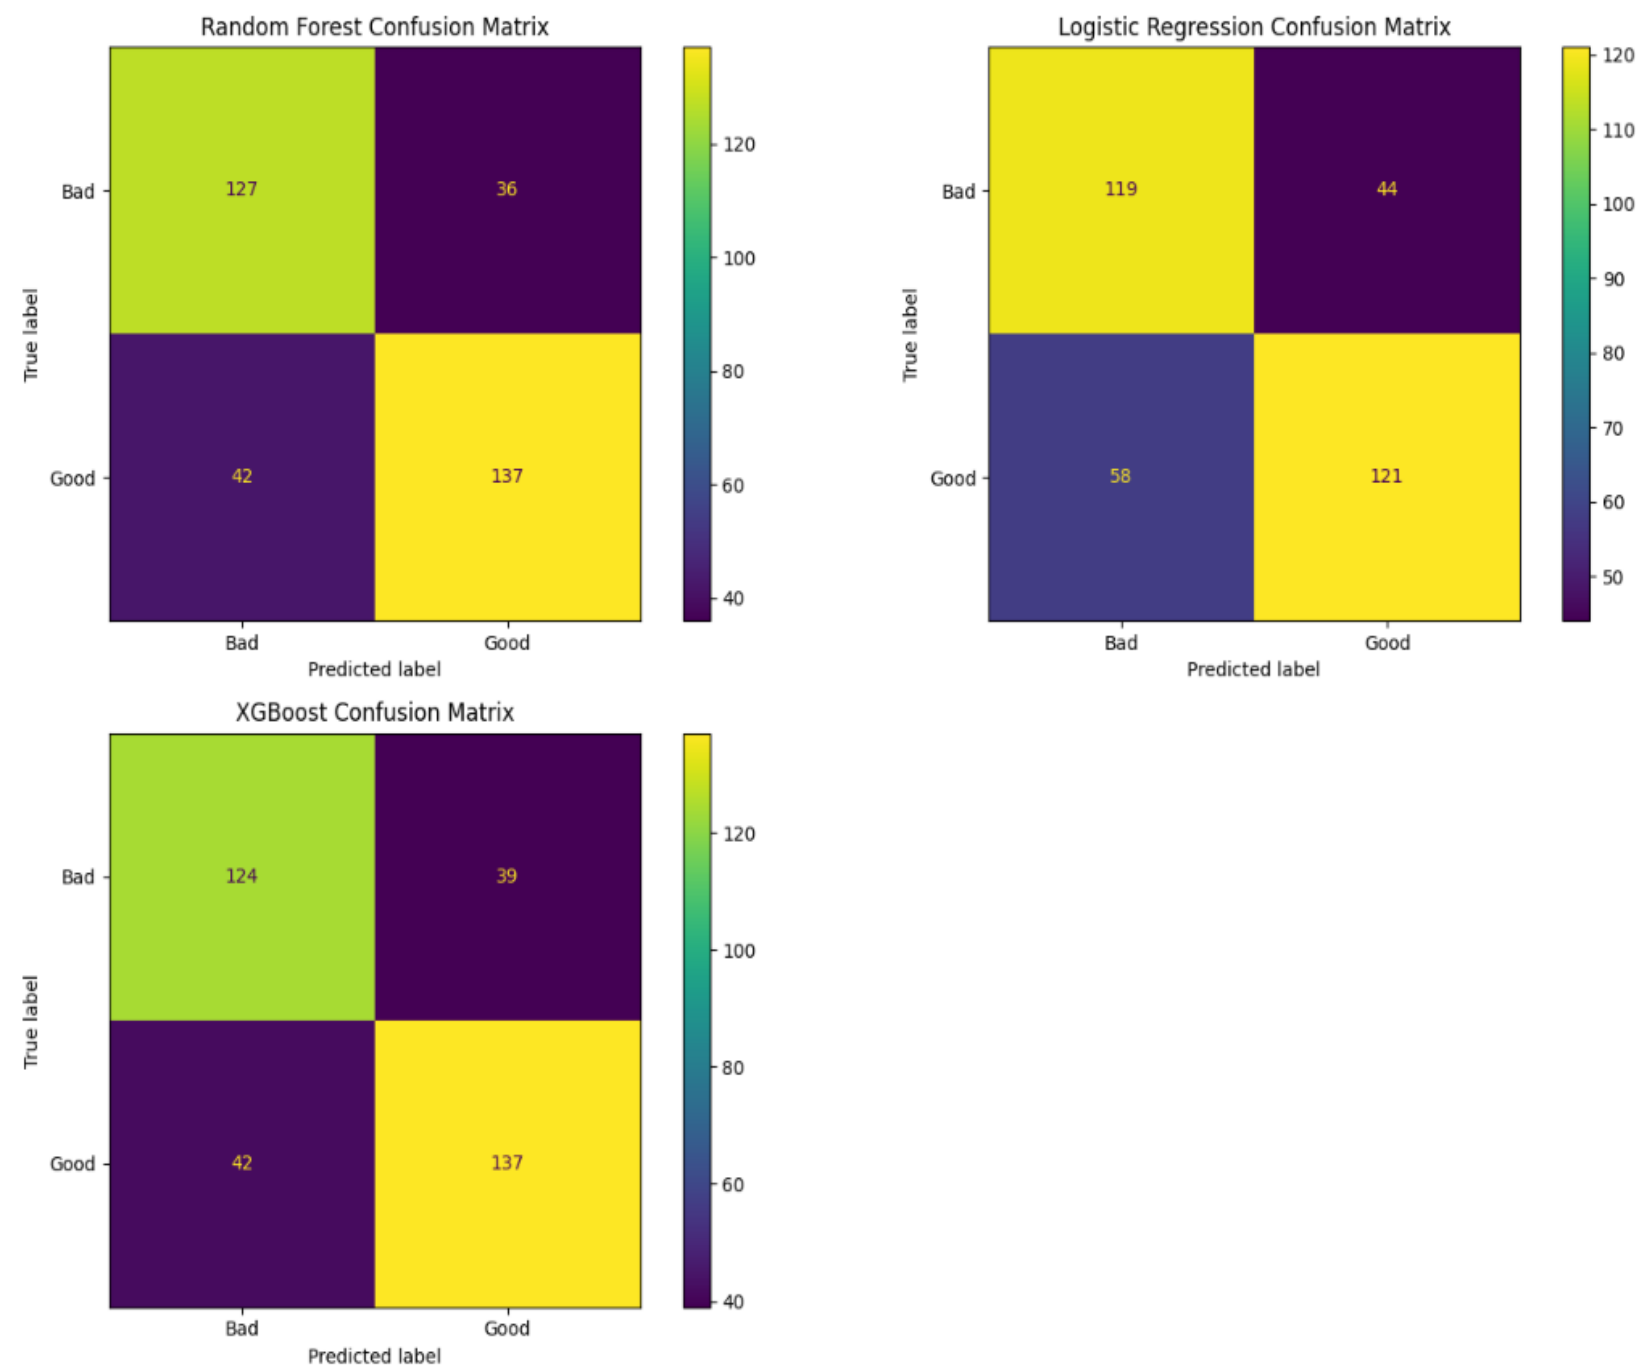 Random Forest Confusion Matrix
Bad
Good
True label
127
36
42
137
Bad
Good
Predicted label
120
100
80
60
40
Logistic Regression Confusion Matrix
Bad
Good
True label
119
44
58
121
Bad
Good
Predicted label
120
110
100
90
80
70
60
50
XGBoost Confusion Matrix
Bad
Good
True label
124
39
42
137
Bad
Good
Predicted label
120
100
80
60
40